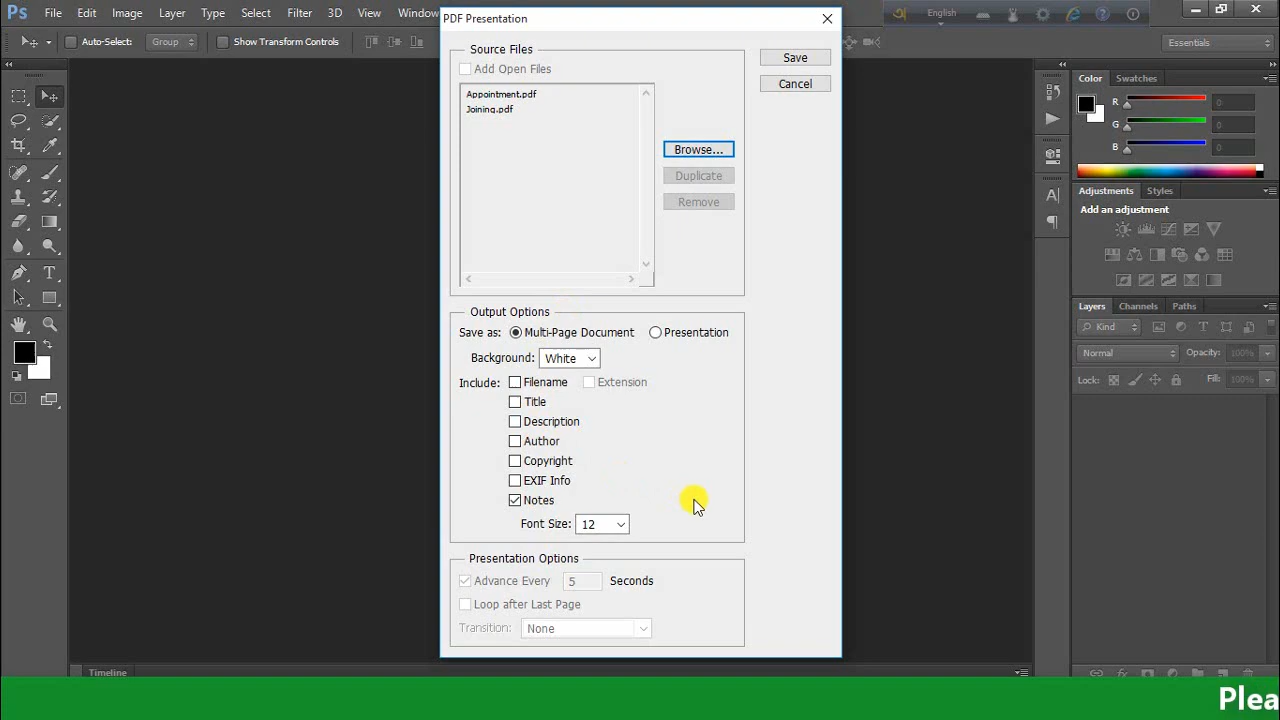 Ps File Edit Image Layer Type Select Filter 3D View Window
PDF Presentation
English
Auto-Select: Group Show Transform Controls
Essentials
Source Files
Add Open Files
Appointment.pdf
Joining.pdf
Save
Cancel
Browse...
Duplicate
Remove
Output Options
Save as: Multi-Page Document Presentation
Background: White
Include: Filename Extension
Title
Description
Author
Copyright
EXIF Info
Notes
Font Size: 12
Presentation Options
Advance Every 5 Seconds
Loop after Last Page
Transition: None
Color Swatches
R 0
G 0
B 0
Adjustments Styles
Add an adjustment
Layers Channels Paths
Kind
Normal Opacity: 100%
Lock: Fill: 100%
Timeline
Plea